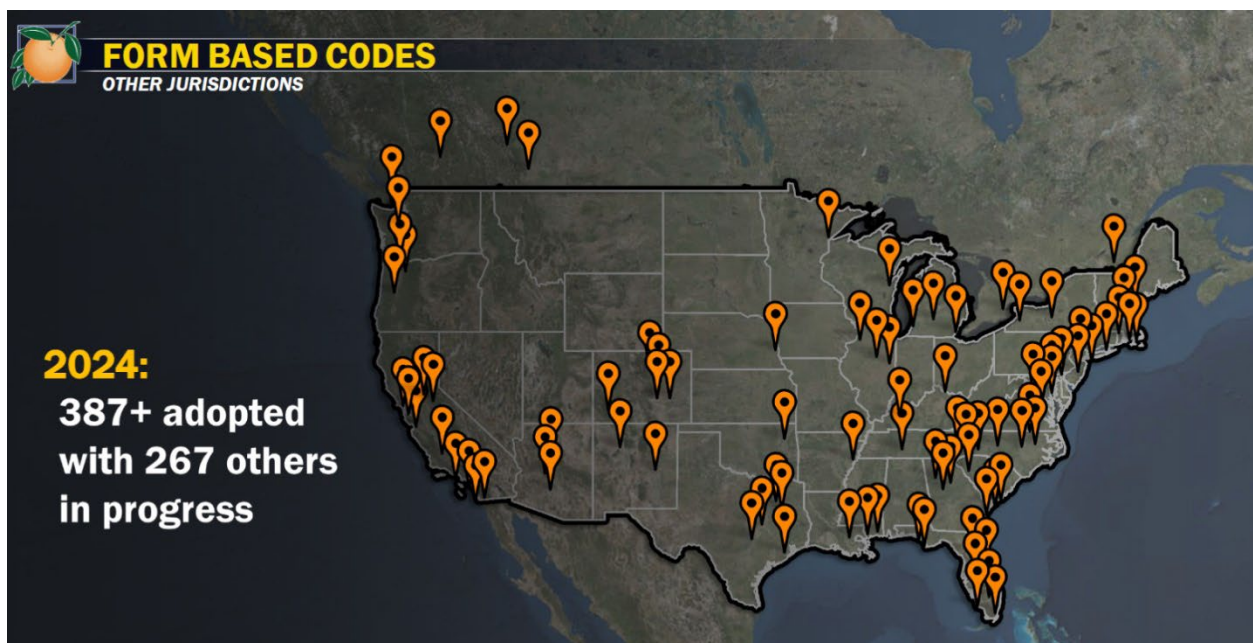 FORM BASED CODES
OTHER JURISDICTIONS
2024:
387+ adopted
with 267 others
in progress